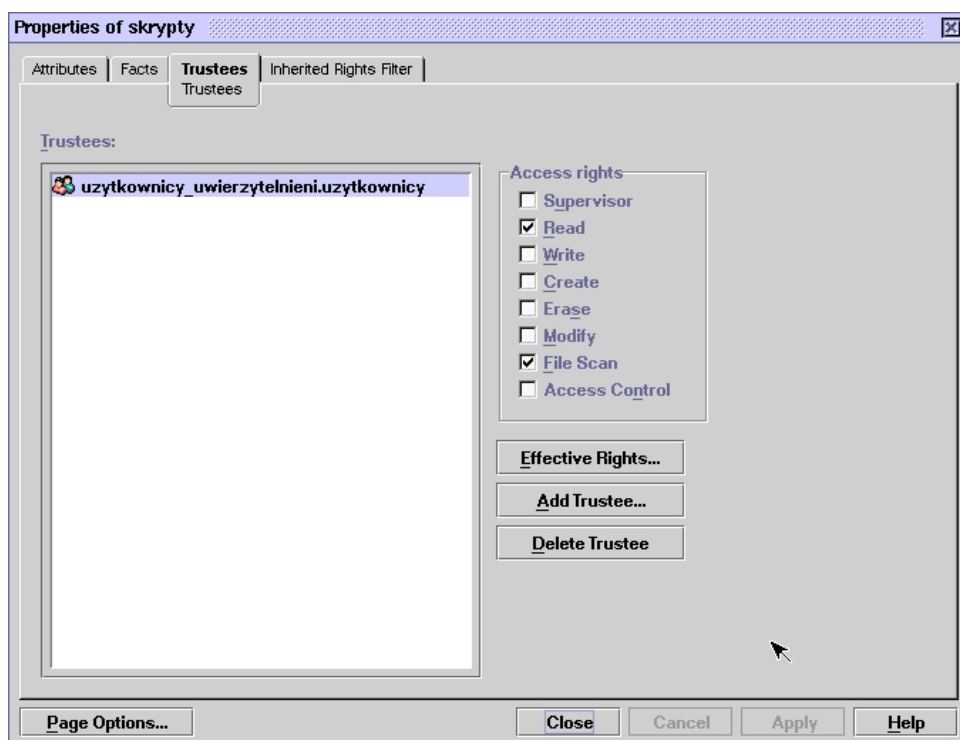 Properties of skrypty
Attributes Facts Trustees Inherited Rights Filter
Trustees
Trustees:
uzytkownicy_uwierzytelnieni.uzytkownicy
Access rights
Supervisor
Read
Write
Create
Erase
Modify
File Scan
Access Control
Effective Rights...
Add Trustee...
Delete Trustee
Page Options... Close Cancel Apply Help